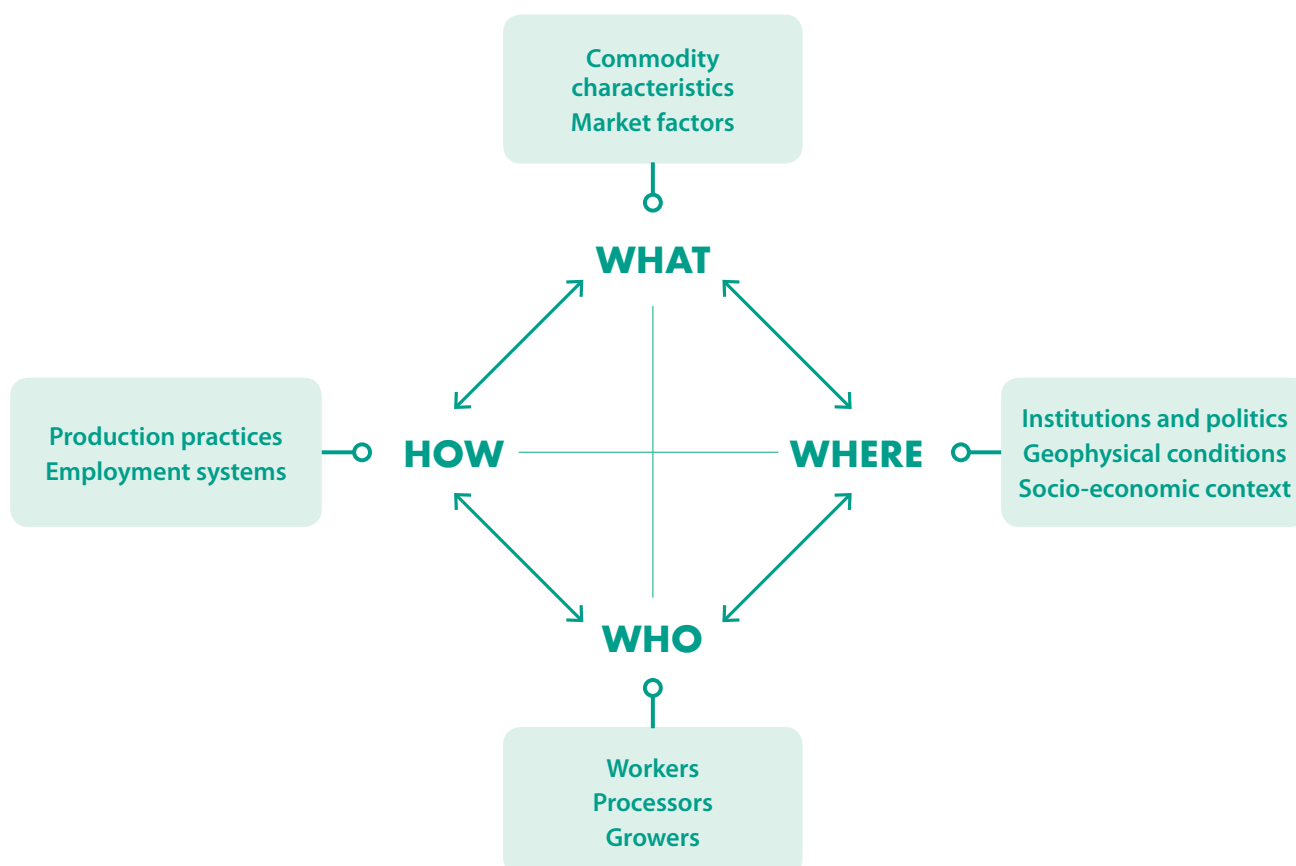 Commodity
characteristics
Market factors
WHAT
Production practices
Employment systems
HOW
WHERE
Institutions and politics
Geophysical conditions
Socio-economic context
WHO
Workers
Processors
Growers